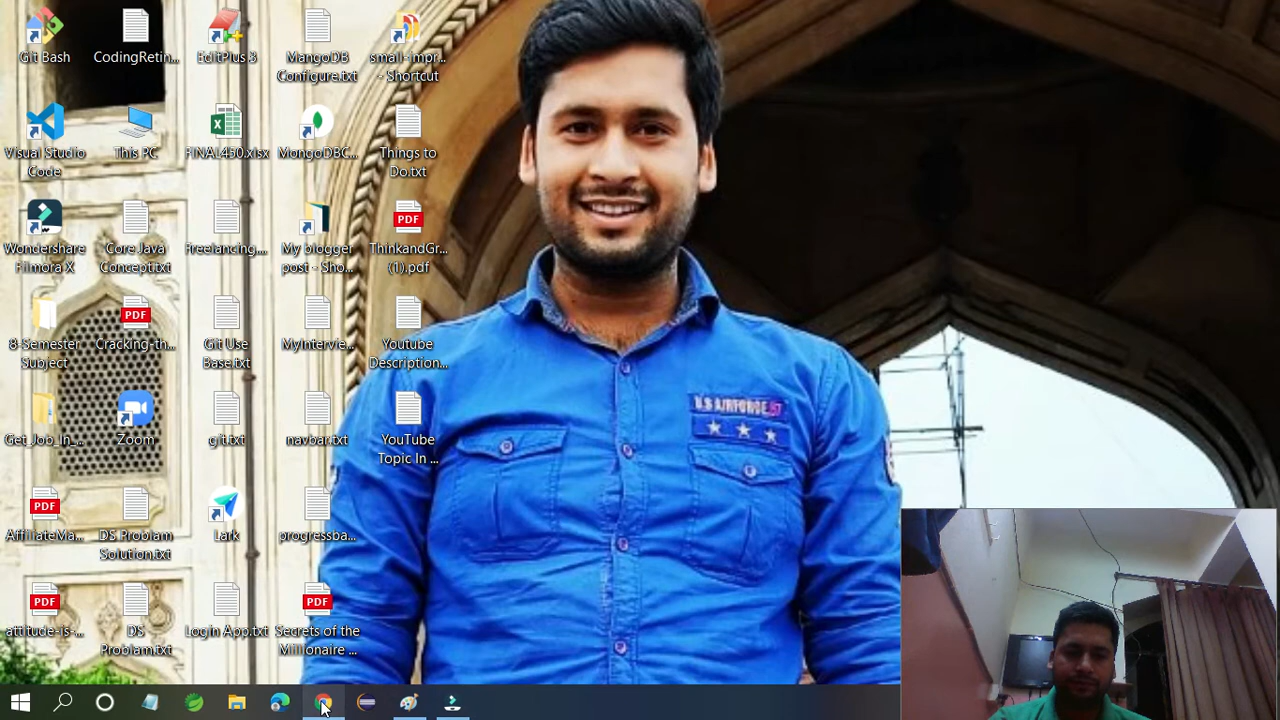 Git Bash
CodingRetin...
EditPlus 3
MangoDB
Configure.txt
small-impr...
- Shortcut
Visual Studio
Code
This PC
FINAL450.xlsx
MongoDBC...
Things to
Do.txt
Wondershare
Filmora X
Core Java
Concept.txt
Freelancing....
My blogger
post - Sho...
PDF
ThinkandGr...
(1).pdf
8-Semester
Subject
PDF
Cracking-th...
Git Use
Base.txt
MyIntervie...
Youtube
Description...
Get_Job_In_...
Zoom
git.txt
navbar.txt
YouTube
Topic In ...
PDF
AffiliateMa...
DS Problam
Solution.txt
Lark
progressba...
PDF
attitude-is-...
DS
Problam.txt
Login App.txt
PDF
Secrets of the
Millionaire ...
U.S AIRFORCE.57